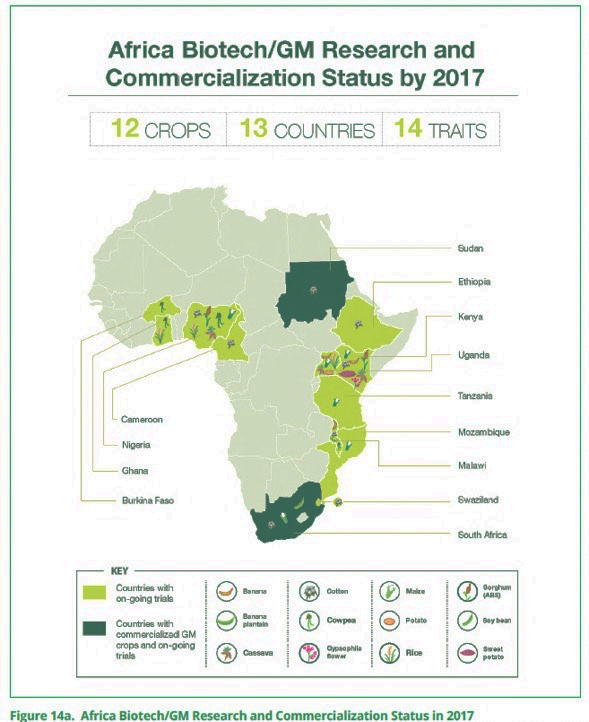 Africa Biotech/GM Research and
Commercialization Status by 2017
12 CROPS
13 COUNTRIES
14 TRAITS
Sudan
Ethiopia
Kenya
Uganda
Tanzania
Mozambique
Malawi
Swaziland
South Africa
Cameroon
Nigeria
Ghana
Burkina Faso
KEY
Countries with
on-going trials
Countries with
commercialized GM
crops and on-going
trials
Banana
Banana
plantain
Cassava
Cotton
Cowpea
Gypsophila
flower
Maize
Potato
Rice
Sorghum
(ABS)
Soy bean
Sweet
potato
Figure 14a. Africa Biotech/GM Research and Commercialization Status in 2017